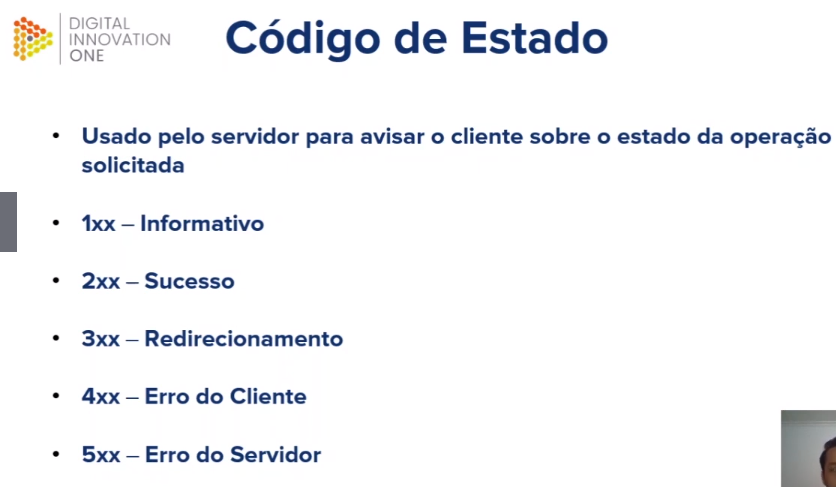 DIGITAL
INNOVATION
ONE
Código de Estado
• Usado pelo servidor para avisar o cliente sobre o estado da operação
solicitada
• 1xx – Informativo
• 2xx – Sucesso
• 3xx – Redirecionamento
• 4xx – Erro do Cliente
• 5xx – Erro do Servidor